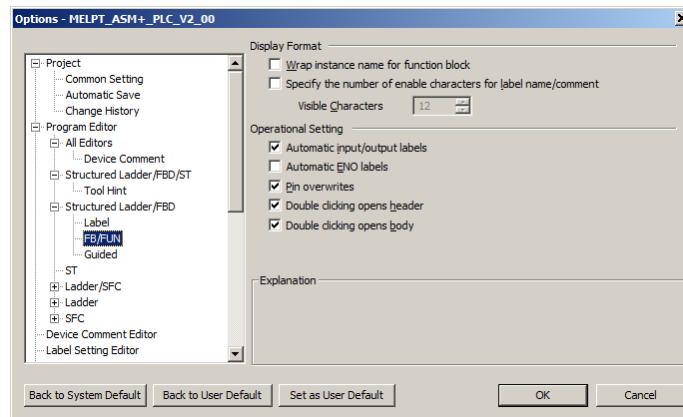 Options - MELPT_ASM+_PLC_V2_00
Project
Common Setting
Automatic Save
Change History
Program Editor
All Editors
Device Comment
Structured Ladder/FBD/ST
Tool Hint
Structured Ladder/FBD
Label
FB/FUN
Guided
ST
Ladder/SFC
Ladder
SFC
Device Comment Editor
Label Setting Editor
Display Format
Wrap instance name for function block
Specify the number of enable characters for label name/comment
Visible Characters 12
Operational Setting
Automatic input/output labels
Automatic ENO labels
Pin overwrites
Double clicking opens header
Double clicking opens body
Explanation
Back to System Default Back to User Default Set as User Default OK Cancel